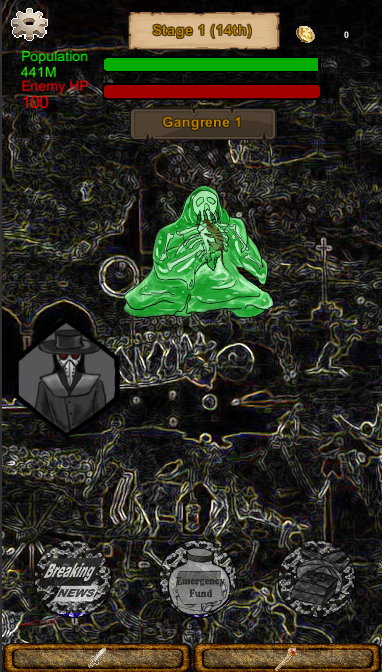 Stage 1 (14th)
0
Population
441M
Enemy HP
100
Gangrene 1
Breaking
NEWS
Emergency
Fund